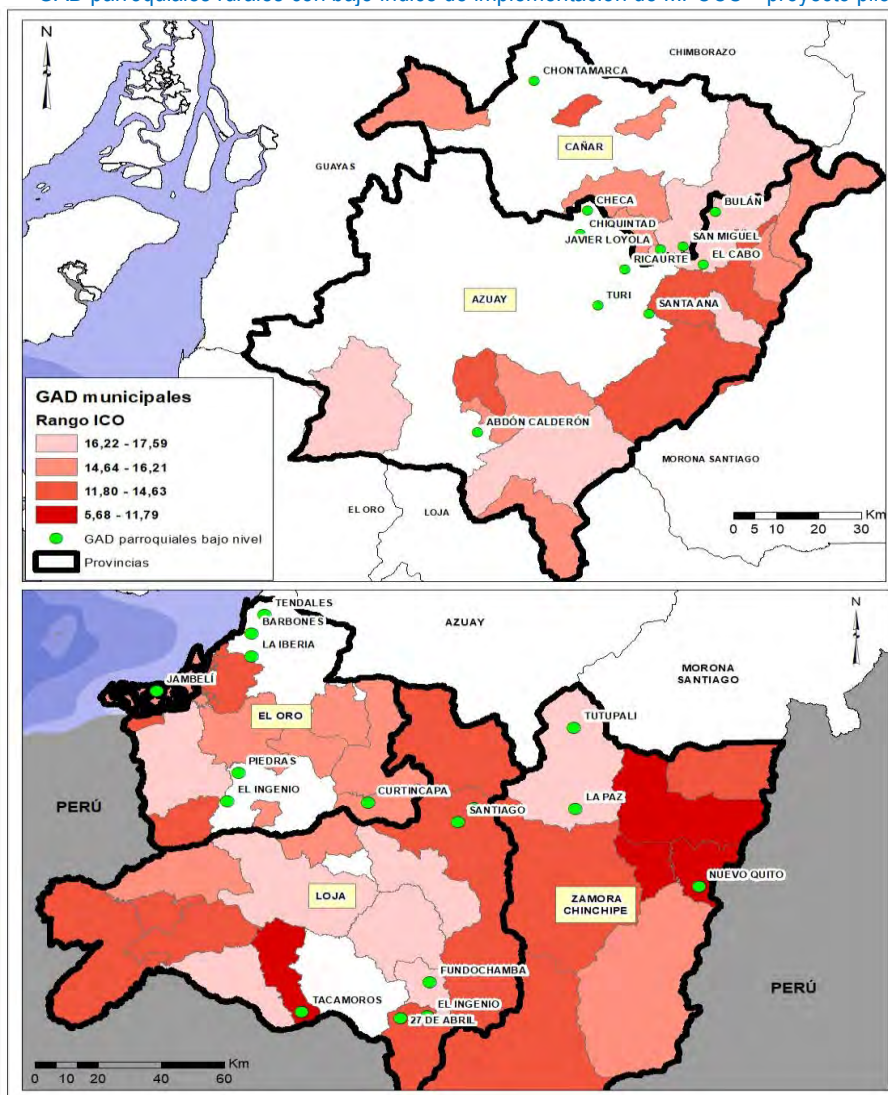 GAD parroquiales rurales con bajo índice de implementación de
N
CHIMBORAZO
CHONTAMARCA
CAÑAR
GUAYAS
CHECA
BULÁN
CHIQUINTAD
JAVIER LOYOLA
SAN MIGUEL
RICAURTE
EL CABO
AZUAY
TURI
SANTA ANA
GAD municipales
Rango ICO
16,22 - 17,59
14,64 - 16,21
11,80 - 14,63
5,68 - 11,79
GAD parroquiales bajo nivel
Provincias
ABDÓN CALDERÓN
MORONA SANTIAGO
EL ORO
LOJA
Km
0 5 10 20 30
TENDALES
BARBONES
LA IBERIA
AZUAY
N
MORONA
SANTIAGO
JAMBELÍ
TUTUPALI
EL ORO
PIEDRAS
PERÚ
EL INGENIO
CURTINCAPA
LA PAZ
SANTIAGO
NUEVO QUITO
LOJA
ZAMORA
CHINCHIPE
FUNDOCHAMBA
PERÚ
EL INGENIO
TACAMOROS
27 DE ABRIL
Km
0 10 20 40 60